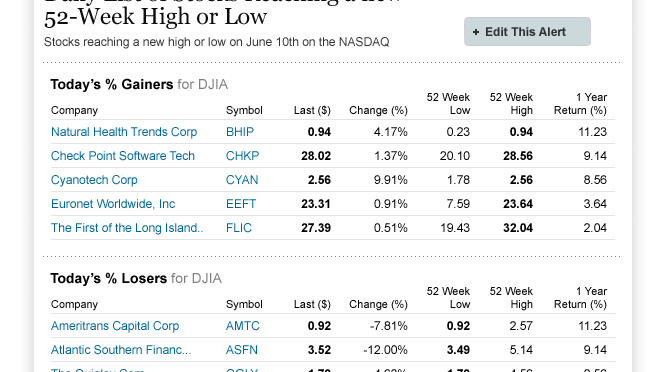 52-Week High or Low
Stocks reaching a new high or low on June 10th on the NASDAQ
+ Edit This Alert
Today's % Gainers for DJIA
Company Symbol Last ($) Change (%) 52 Week Low 52 Week High 1 Year Return (%)
Natural Health Trends Corp BHIP 0.94 4.17% 0.23 0.94 11.23
Check Point Software Tech CHKP 28.02 1.37% 20.10 28.56 9.14
Cyanotech Corp CYAN 2.56 9.91% 1.78 2.56 8.56
Euronet Worldwide, Inc EEFT 23.31 0.91% 7.59 23.64 3.64
The First of the Long Island.. FLIC 27.39 0.51% 19.43 32.04 2.04
Today's % Losers for DJIA
Company Symbol Last ($) Change (%) 52 Week Low 52 Week High 1 Year Return (%)
Ameritrans Capital Corp AMTC 0.92 -7.81% 0.92 2.57 11.23
Atlantic Southern Financ... ASFN 3.52 -12.00% 3.49 5.14 9.14